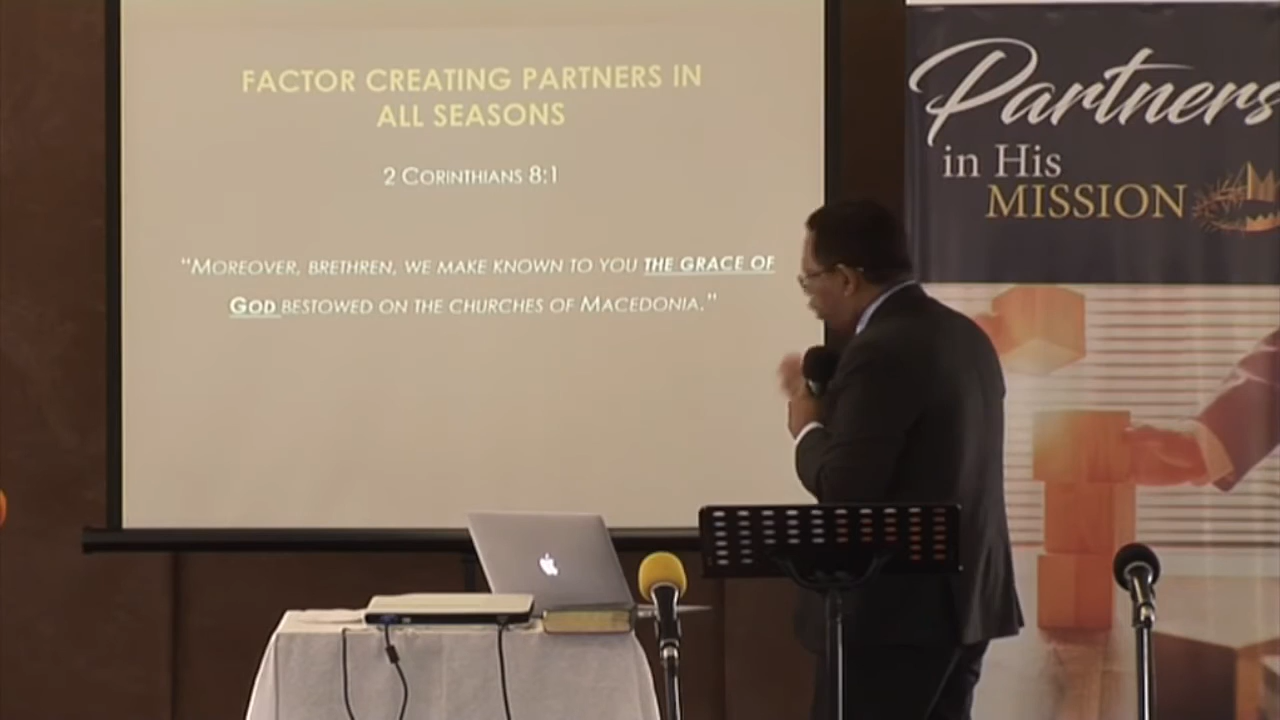 FACTOR CREATING PARTNERS IN
ALL SEASONS
2 CORINTHIANS 8:1
"MOREOVER, BRETHREN, WE MAKE KNOWN TO YOU THE GRACE OF
GOD BESTOWED ON THE CHURCHES OF MACEDONIA."
Partners
in His
MISSION